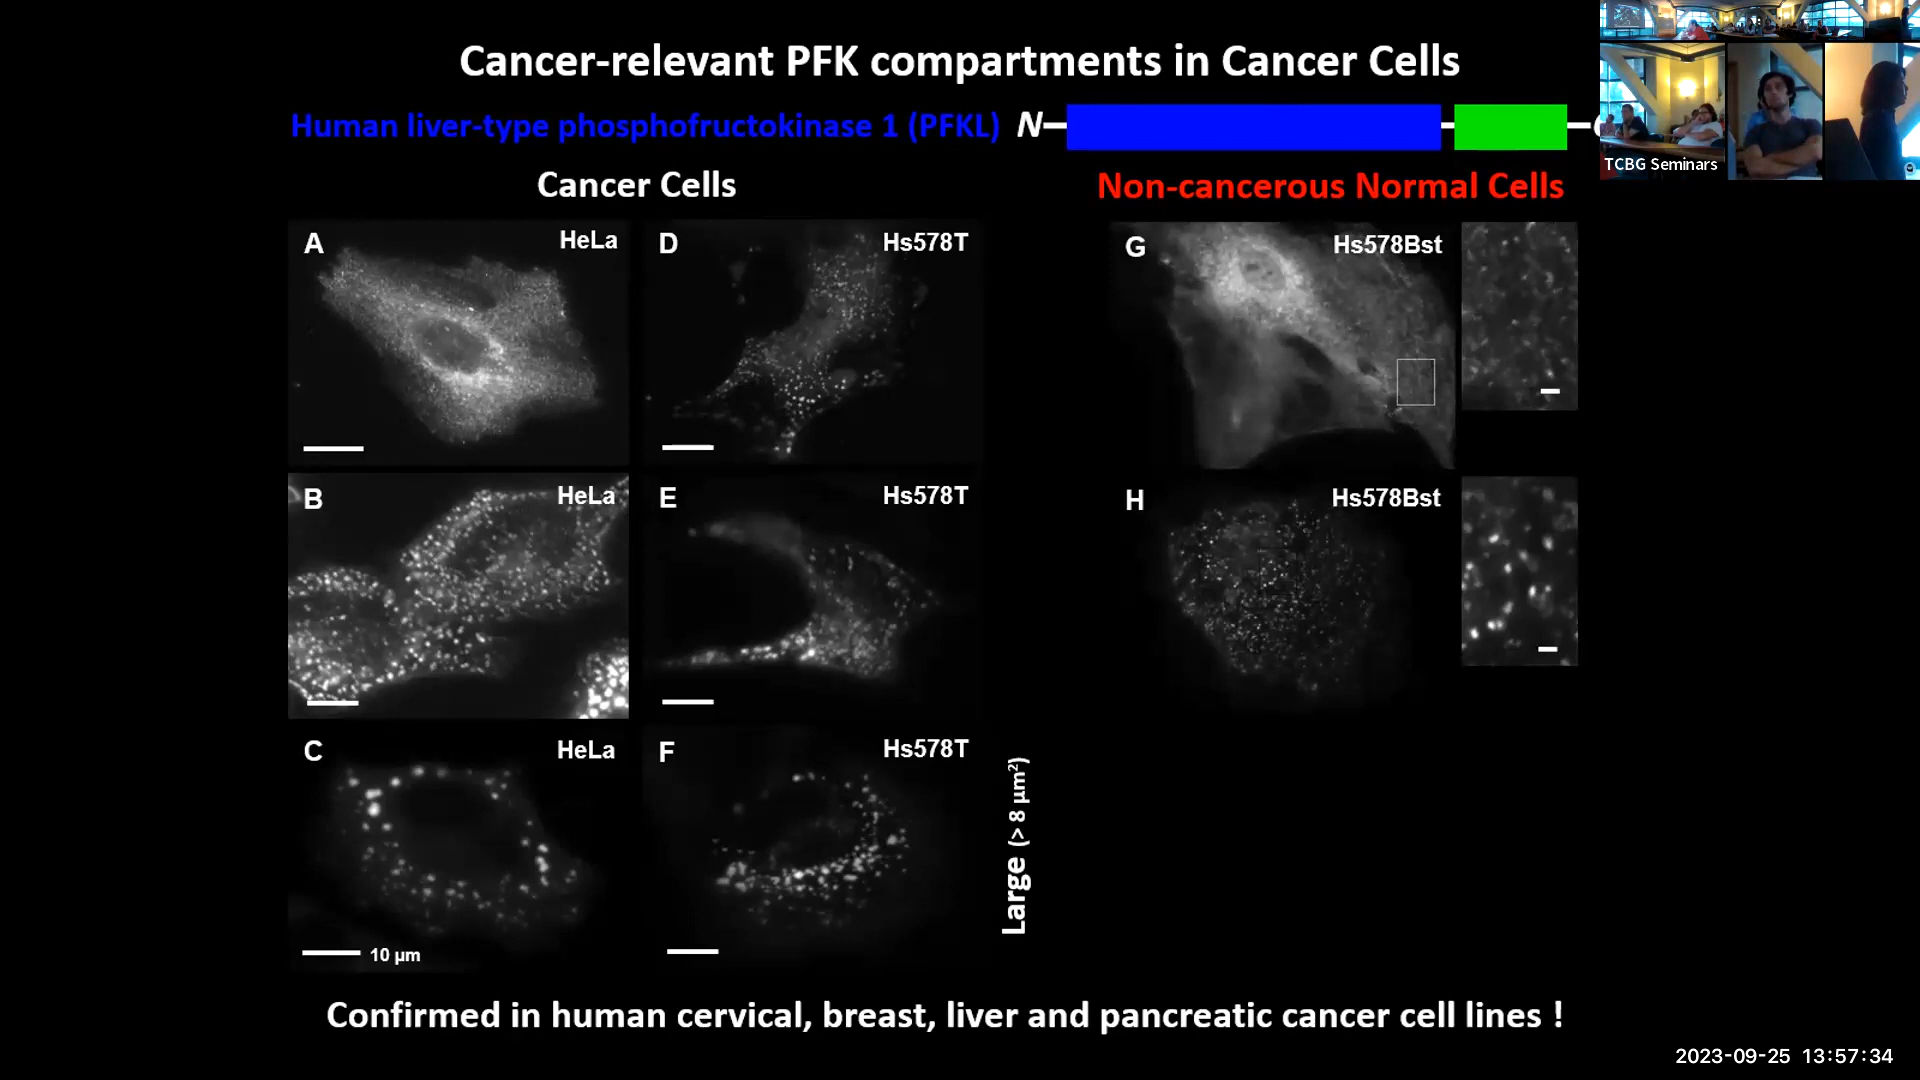 Cancer-relevant PFK compartments in Cancer Cells
Human liver-type phosphofructokinase 1 (PFKL) N
TCBG Seminars
Cancer Cells
Non-cancerous Normal Cells
A HeLa
D Hs578T
G Hs578Bst
B HeLa
E Hs578T
H Hs578Bst
C HeLa
F Hs578T
Large (> 8 µm²)
10 µm
Confirmed in human cervical, breast, liver and pancreatic cancer cell lines !
2023-09-25 13:57:34